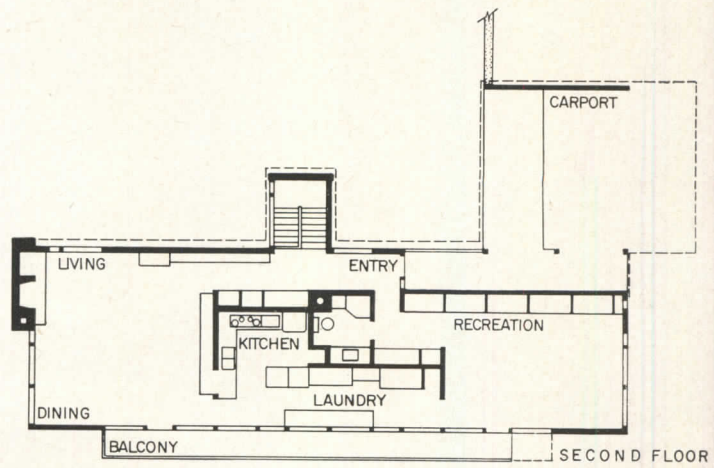 CARPORT
LIVING
ENTRY
RECREATION
KITCHEN
LAUNDRY
DINING
BALCONY
SECOND FLOOR